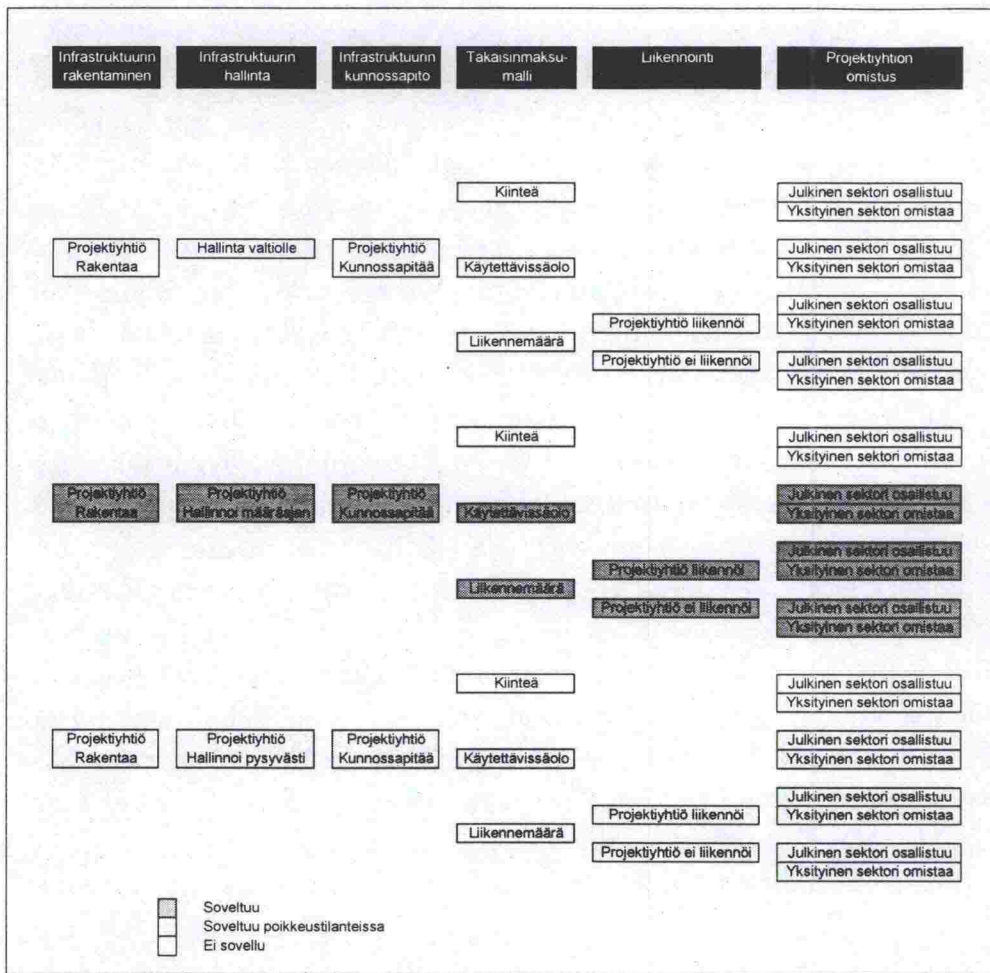 Infrastruktuurin
rakentaminen
Infrastruktuurin
hallinta
Infrastruktuurin
kunnossapito
Takaisinmaksu-
malli
Liikennöinti
Projektiyhtiön
omistus
Kiinteä
Julkinen sektori osallistuu
Yksityinen sektori omistaa
Projektiyhtiö
Rakentaa
Hallinta valtiolle
Projektiyhtiö
Kunnossapitää
Käytettävissäolo
Julkinen sektori osallistuu
Yksityinen sektori omistaa
Liikennemäärä
Projektiyhtiö liikennöi
Julkinen sektori osallistuu
Yksityinen sektori omistaa
Projektiyhtiö ei liikennöi
Julkinen sektori osallistuu
Yksityinen sektori omistaa
Kiinteä
Julkinen sektori osallistuu
Yksityinen sektori omistaa
Projektiyhtiö
Rakentaa
Projektiyhtiö
Hallinnoi määräajan
Projektiyhtiö
Kunnossapitää
Käytettävissäolo
Julkinen sektori osallistuu
Yksityinen sektori omistaa
Liikennemäärä
Projektiyhtiö liikennöi
Julkinen sektori osallistuu
Yksityinen sektori omistaa
Projektiyhtiö ei liikennöi
Julkinen sektori osallistuu
Yksityinen sektori omistaa
Kiinteä
Julkinen sektori osallistuu
Yksityinen sektori omistaa
Projektiyhtiö
Rakentaa
Projektiyhtiö
Hallinnoi pysyvästi
Projektiyhtiö
Kunnossapitää
Käytettävissäolo
Julkinen sektori osallistuu
Yksityinen sektori omistaa
Liikennemäärä
Projektiyhtiö liikennöi
Julkinen sektori osallistuu
Yksityinen sektori omistaa
Projektiyhtiö ei liikennöi
Julkinen sektori osallistuu
Yksityinen sektori omistaa
Soveltuu
Soveltuu poikkeustilanteissa
Ei sovellu